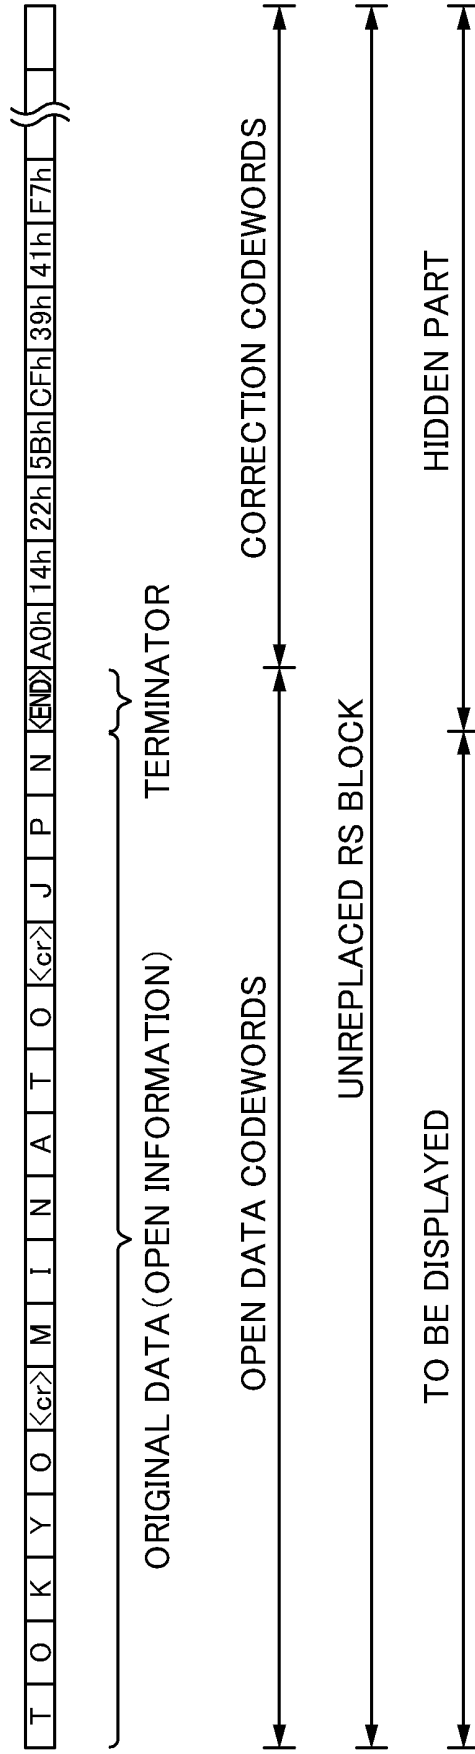 T O K Y O <cr> M I N A T O <cr> J P N <END> A0h 14h 22h 5Bh CFh 39h 41h F7h
ORIGINAL DATA(OPEN INFORMATION) TERMINATOR
OPEN DATA CODEWORDS CORRECTION CODEWORDS
UNREPLACED RS BLOCK
TO BE DISPLAYED HIDDEN PART